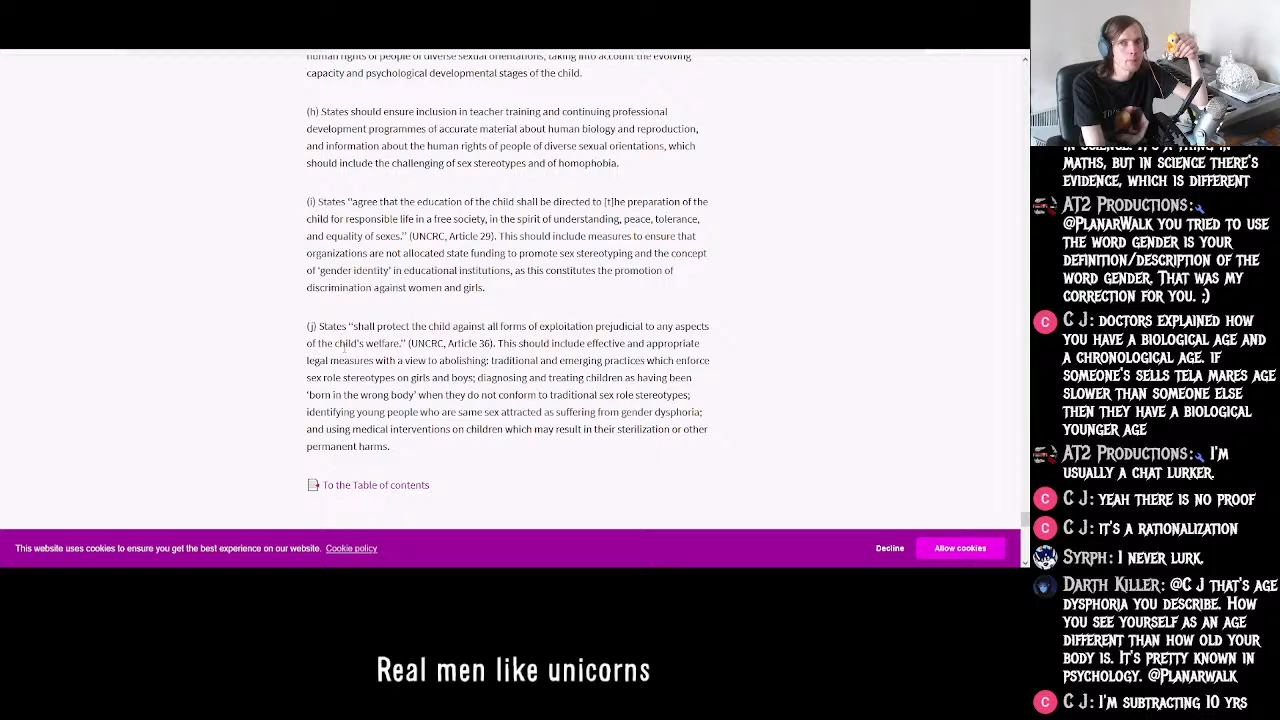 human rights of people of diverse sexual orientations, taking into account the evolving
capacity and psychological developmental stages of the child.
(h) States should ensure inclusion in teacher training and continuing professional
development programmes of accurate material about human biology and reproduction,
and information about the human rights of people of diverse sexual orientations, which
should include the challenging of sex stereotypes and of homophobia.
(i) States “agree that the education of the child shall be directed to [t]he preparation of the
child for responsible life in a free society, in the spirit of understanding, peace, tolerance,
and equality of sexes.” (UNCRC, Article 29). This should include measures to ensure that
organizations are not allocated state funding to promote sex stereotyping and the concept
of ‘gender identity’ in educational institutions, as this constitutes the promotion of
discrimination against women and girls.
(j) States “shall protect the child against all forms of exploitation prejudicial to any aspects
of the child’s welfare.” (UNCRC, Article 36). This should include effective and appropriate
legal measures with a view to abolishing: traditional and emerging practices which enforce
sex role stereotypes on girls and boys; diagnosing and treating children as having been
‘born in the wrong body’ when they do not conform to traditional sex role stereotypes;
identifying young people who are same sex attracted as suffering from gender dysphoria;
and using medical interventions on children which may result in their sterilization or other
permanent harms.
To the Table of contents
This website uses cookies to ensure you get the best experience on our website. Cookie policy
Decline
Allow cookies
Real men like unicorns
in science. It's a thing in
maths, but in science there's
evidence, which is different
AT2 Productions:
@PlanarWalk you tried to use
the word gender is your
definition/description of the
word gender. That was my
correction for you. ;)
C J: doctors explained how
you have a biological age and
a chronological age. if
someone's sells tela mares age
slower than someone else
then they have a biological
younger age
AT2 Productions: I'm
usually a chat lurker.
C J: yeah there is no proof
C J: it's a rationalization
Syrph: I never lurk.
Darth Killer: @C J that's age
dysphoria you describe. How
you see yourself as an age
different than how old your
body is. It's pretty known in
psychology. @Planarwalk
C J: I'm subtracting 10 yrs